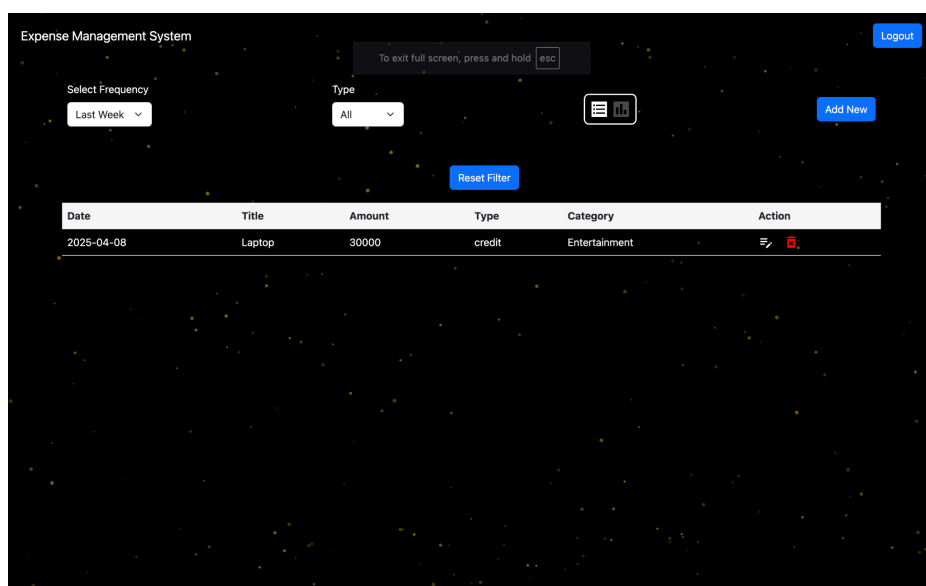 Expense Management System
Logout
To exit full screen, press and hold esc
Select Frequency
Type
Last Week
All
Add New
Reset Filter
Date Title Amount Type Category Action
2025-04-08 Laptop 30000 credit Entertainment